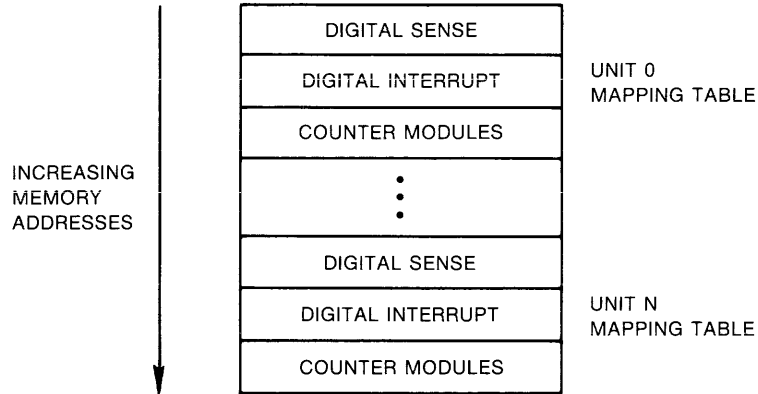 DIGITAL SENSE
DIGITAL INTERRUPT
COUNTER MODULES
UNIT 0
MAPPING TABLE
INCREASING
MEMORY
ADDRESSES
DIGITAL SENSE
DIGITAL INTERRUPT
COUNTER MODULES
UNIT N
MAPPING TABLE